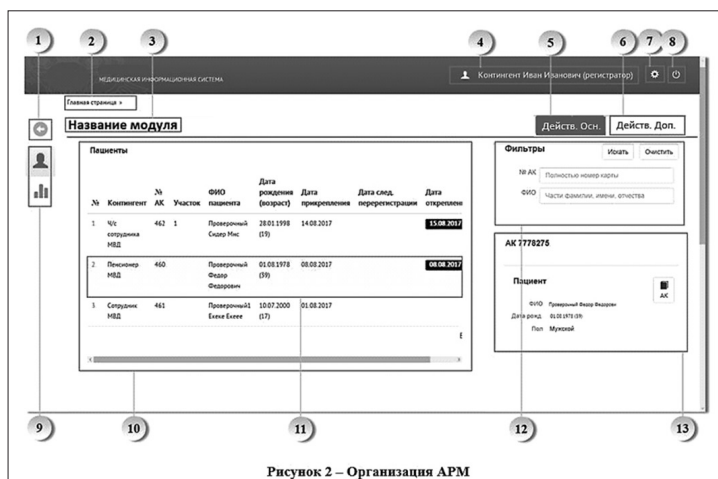 1 2 3 4 5 6 7 8
МЕДИЦИНСКАЯ ИНФОРМАЦИОННАЯ СИСТЕМА
Контингент Иван Иванович (регистратор)
Главная страница »
Название модуля
Действ. Осн. Действ. Доп.
Пациенты
№ Контингент № АК Участок ФИО пациента Дата рождения (возраст) Дата прикрепления Дата след. перерегистрации Дата откреплен
1 Ч/с сотрудника МВД 462 1 Проверочный Сидер Мис 28.01.1998 (19) 14.08.2017 15.08.2017
2 Пенсионер МВД 460 Проверочный Федор Федорович 01.08.1978 (39) 08.08.2017 08.08.2017
3 Сотрудник МВД 461 Проверочный1 Екеке Екеее 10.07.2000 (17) 01.08.2017
Фильтры Искать Очистить
№ АК Полностью номер карты
ФИО Части фамилии, имени, отчества
АК 7778275
Пациент
АК
ФИО Проверочный Федор Федорович
Дата рожд. 01.08.1978 (39)
Пол Мужской
9 10 11 12 13
Рисунок 2 – Организация АРМ